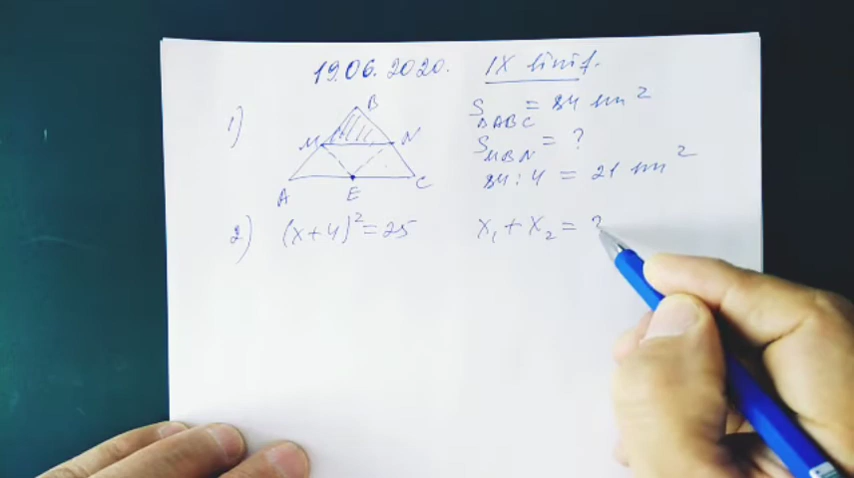 19.06.2020. IX sinif.
1)
B
M N
A E C
S△ABC = 84 sm²
SMBN = ?
84 : 4 = 21 sm²
2) (x+4)² = 25 x₁ + x₂ = ?